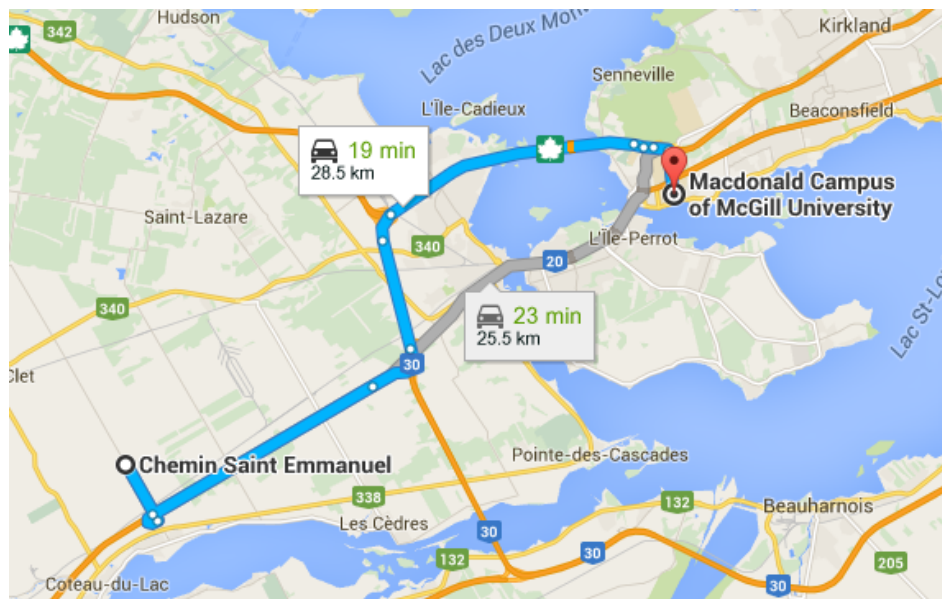 Hudson
342
Lac des Deux Mont
Kirkland
Senneville
L'Île-Cadieux
Beaconsfield
19 min
28.5 km
Macdonald Campus
of McGill University
Saint-Lazare
340
L'Île-Perrot
20
340
23 min
25.5 km
Lac St-Lo
30
Clet
Chemin Saint Emmanuel
Pointe-des-Cascades
338
132
Beauharnois
Les Cèdres
30
30
132
205
Coteau-du-Lac
30